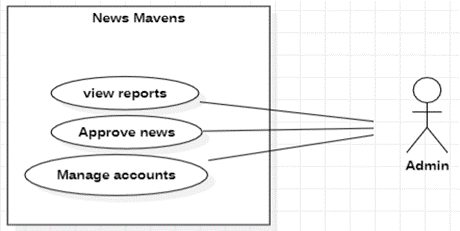 News Mavens
view reports
Approve news
Manage accounts
Admin